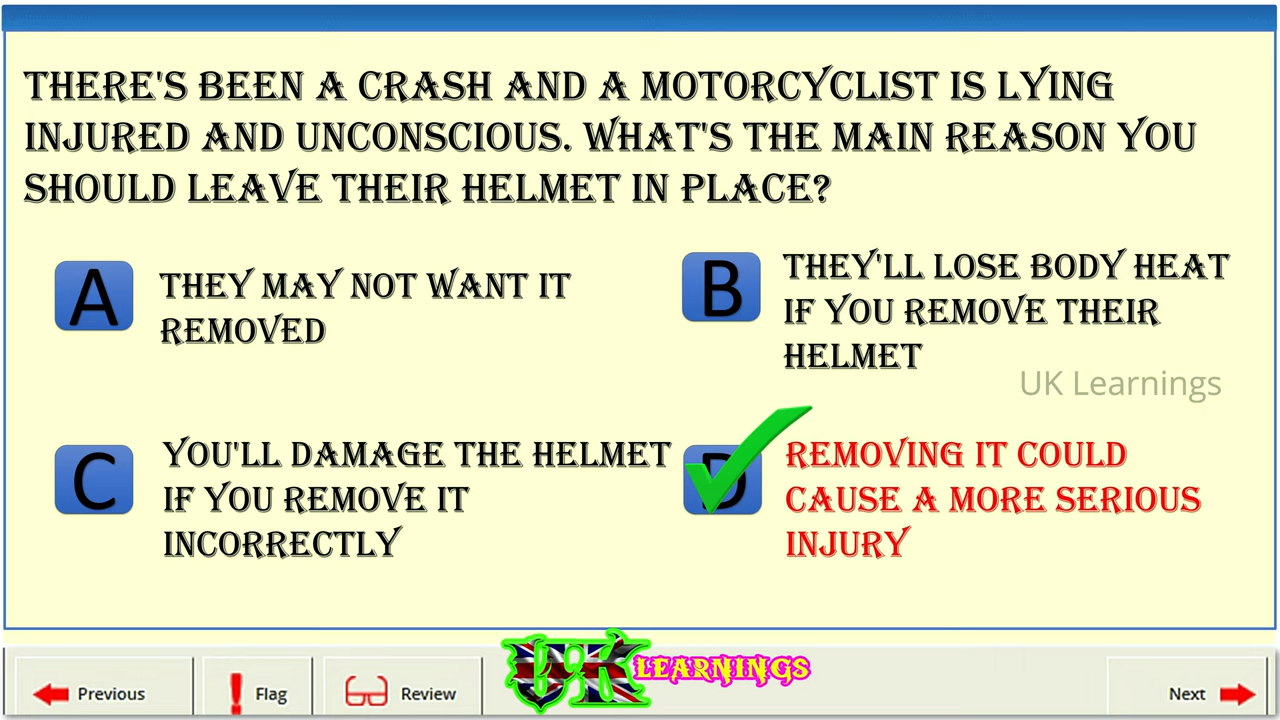 THERE'S BEEN A CRASH AND A MOTORCYCLIST IS LYING
INJURED AND UNCONSCIOUS. WHAT'S THE MAIN REASON YOU
SHOULD LEAVE THEIR HELMET IN PLACE?
A
THEY MAY NOT WANT IT
REMOVED
B
THEY'LL LOSE BODY HEAT
IF YOU REMOVE THEIR
HELMET
UK Learnings
C
YOU'LL DAMAGE THE HELMET
IF YOU REMOVE IT
INCORRECTLY
D
REMOVING IT COULD
CAUSE A MORE SERIOUS
INJURY
Previous
Flag
Review
UK LEARNINGS
Next